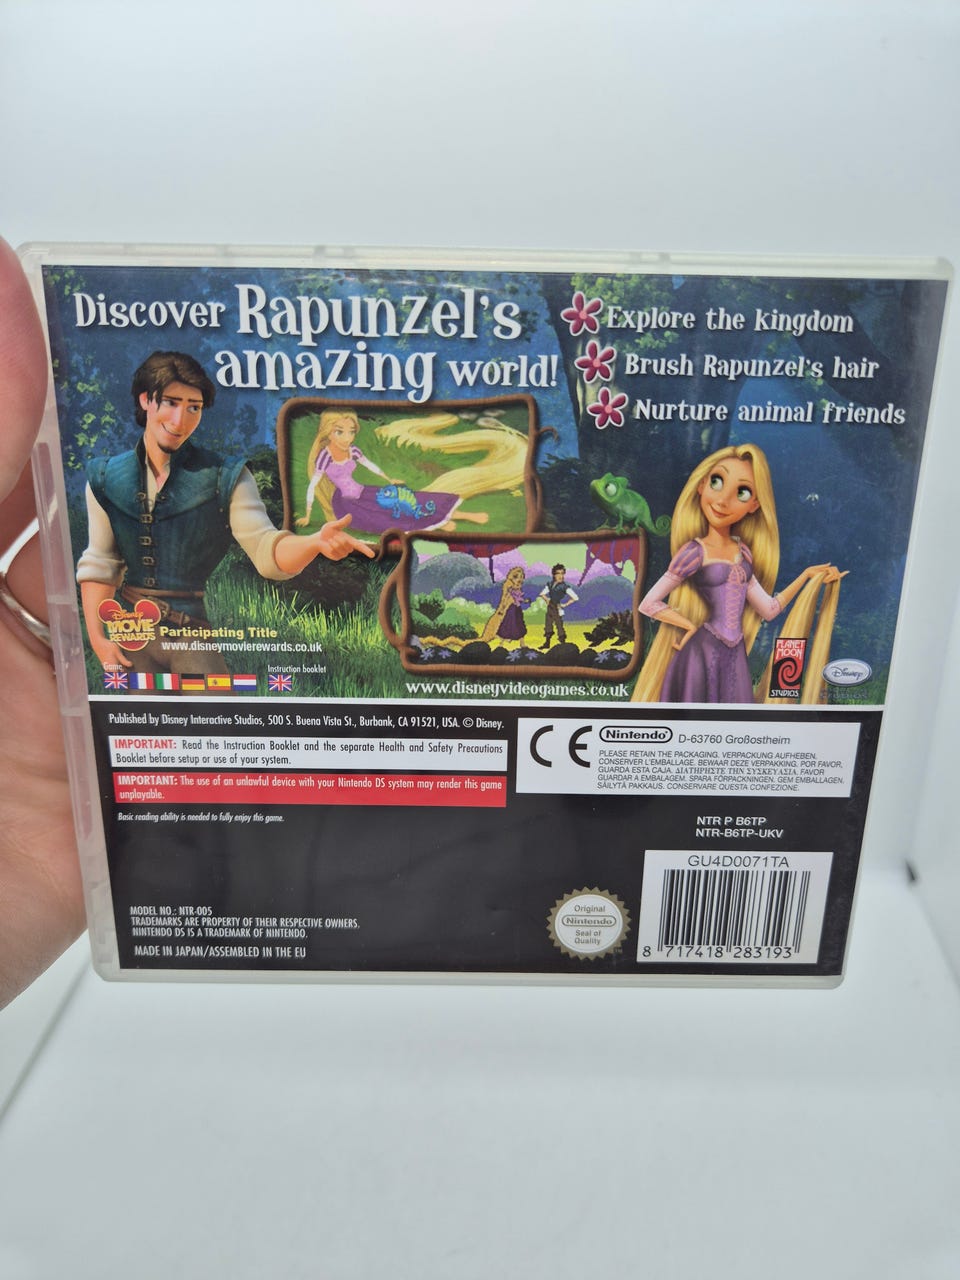 Discover Rapunzel's
amazing world!
Explore the kingdom
Brush Rapunzel's hair
Nurture animal friends
Disney
MOVIE
REWARDS
Participating Title
www.disneymovierewards.co.uk
Game
Instruction booklet
www.disneyvideogames.co.uk
PLANET
MOON
STUDIOS
Disney
Published by Disney Interactive Studios, 500 S. Buena Vista St., Burbank, CA 91521, USA. © Disney.
IMPORTANT: Read the Instruction Booklet and the separate Health and Safety Precautions
Booklet before setup or use of your system.
IMPORTANT: The use of an unlawful device with your Nintendo DS system may render this game
unplayable.
Basic reading ability is needed to fully enjoy this game.
CE
Nintendo D-63760 Großostheim
PLEASE RETAIN THE PACKAGING. VERPACKUNG AUFHEBEN.
CONSERVER L'EMBALLAGE. BEWAAR DEZE VERPAKKING. POR FAVOR,
GUARDA ESTA CAJA. ΔΙΑΤΗΡΗΣΤΕ ΤΗΝ ΣΥΣΚΕΥΑΣΙΑ. FAVOR
GUARDAR A EMBALAGEM. SPARA FÖRPACKNINGEN. GEM EMBALLAGEN.
SÄILYTÄ PAKKAUS. CONSERVARE QUESTA CONFEZIONE.
NTR P B6TP
NTR-B6TP-UKV
GU4D0071TA
8 717418 283193
Original
Nintendo
Seal of
Quality
MODEL NO.: NTR-005
TRADEMARKS ARE PROPERTY OF THEIR RESPECTIVE OWNERS.
NINTENDO DS IS A TRADEMARK OF NINTENDO.
MADE IN JAPAN/ASSEMBLED IN THE EU